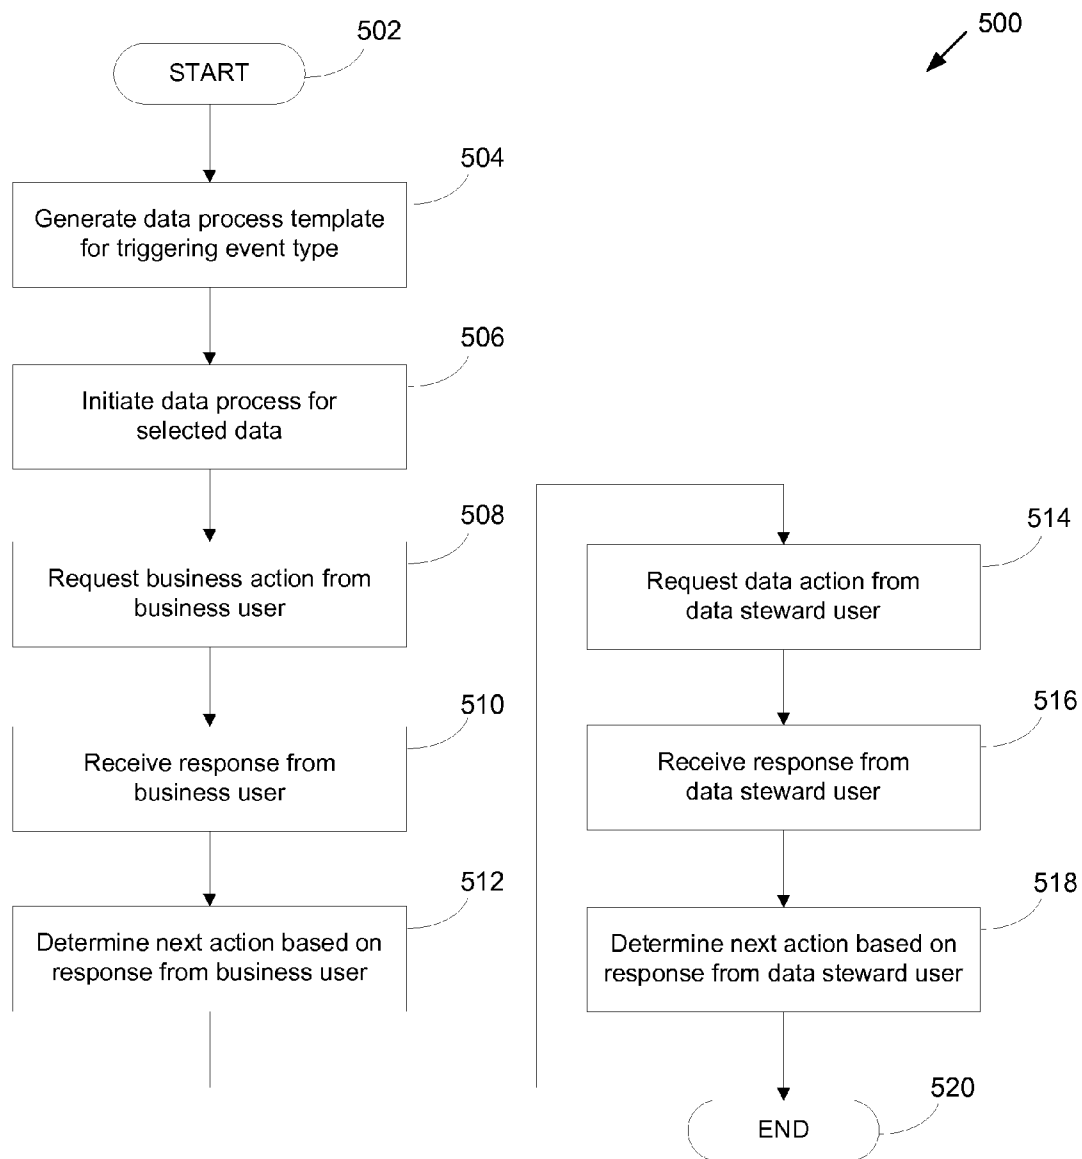 500
502
START
504
Generate data process template
for triggering event type
506
Initiate data process for
selected data
508
Request business action from
business user
510
Receive response from
business user
512
Determine next action based on
response from business user
514
Request data action from
data steward user
516
Receive response from
data steward user
518
Determine next action based on
response from data steward user
520
END